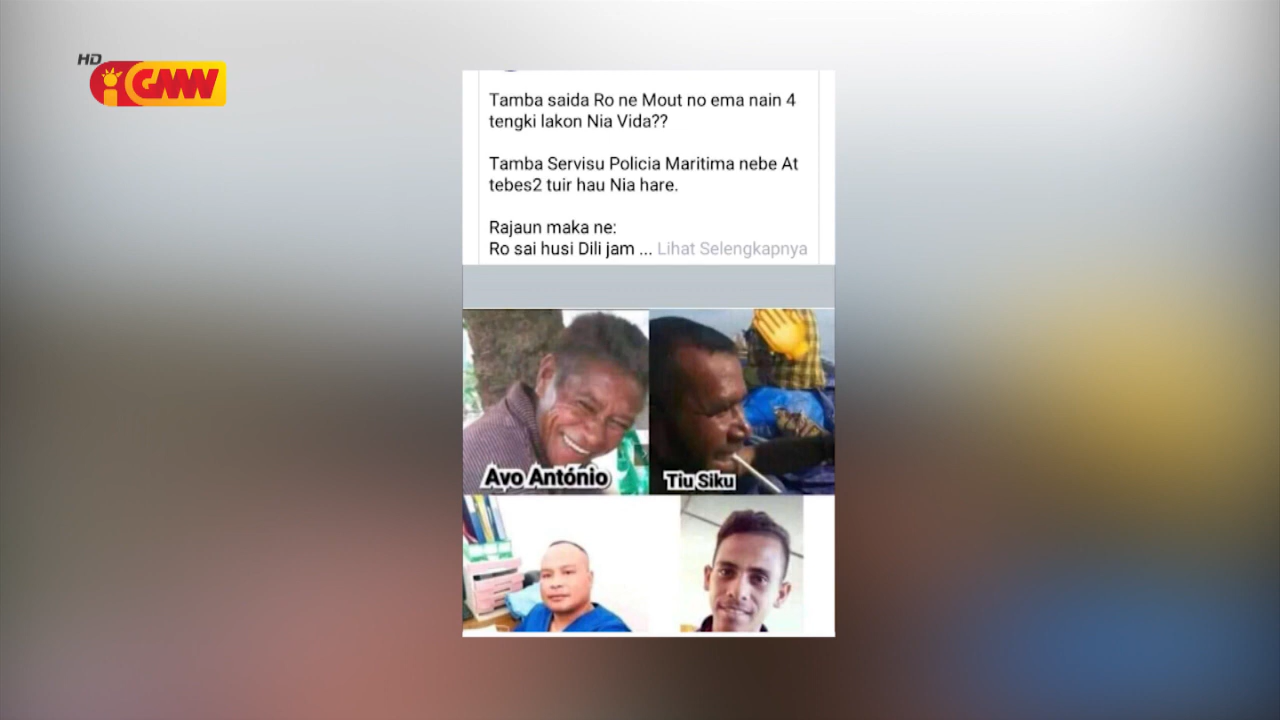 HD
GMW
Tamba saida Ro ne Mout no ema nain 4
tengki lakon Nia Vida??
Tamba Servisu Policia Maritima nebe At
tebes2 tuir hau Nia hare.
Rajaun maka ne:
Ro sai husi Dili jam ... Lihat Selengkapnya
Avo António
Tiu Siku